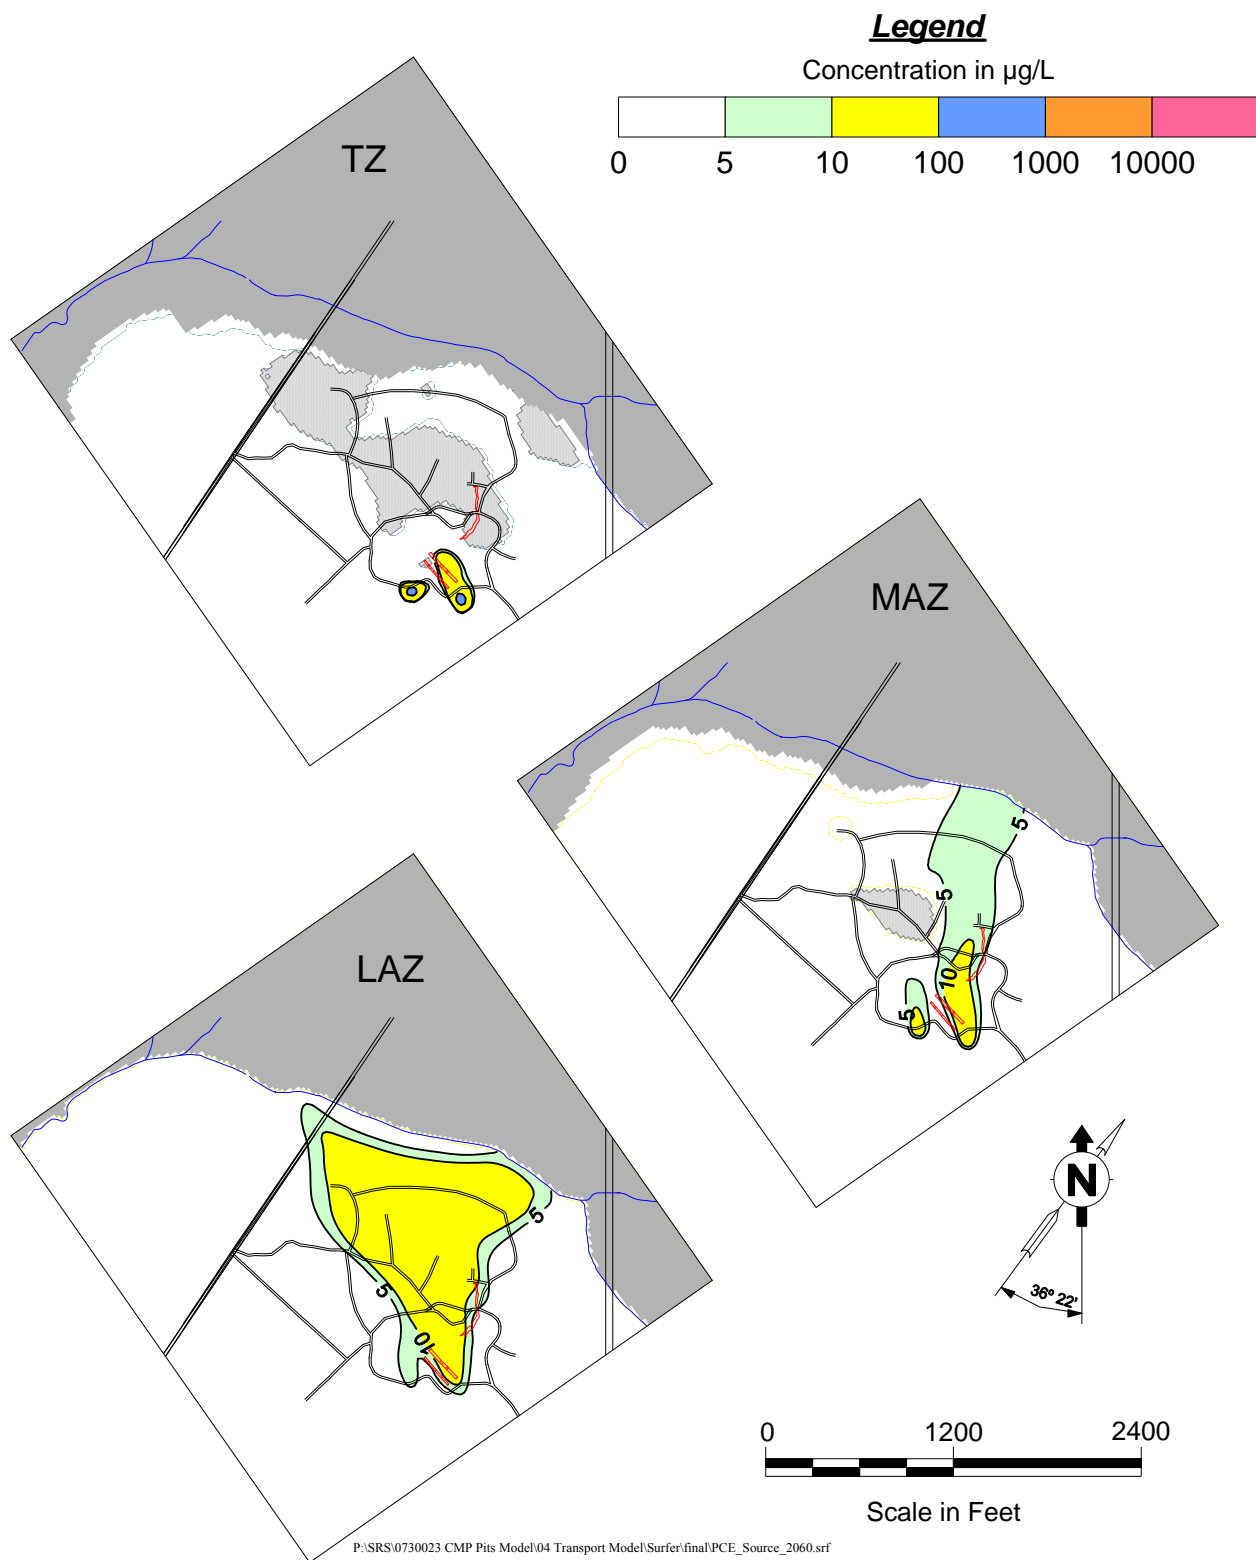 Legend
Concentration in µg/L
0 5 10 100 1000 10000
TZ
MAZ
5
5
10
5
LAZ
5
5
10
N
36° 22'
0 1200 2400
Scale in Feet
P:\SRS\0730023 CMP Pits Model\04 Transport Model\Surfer\final\PCE_Source_2060.srf